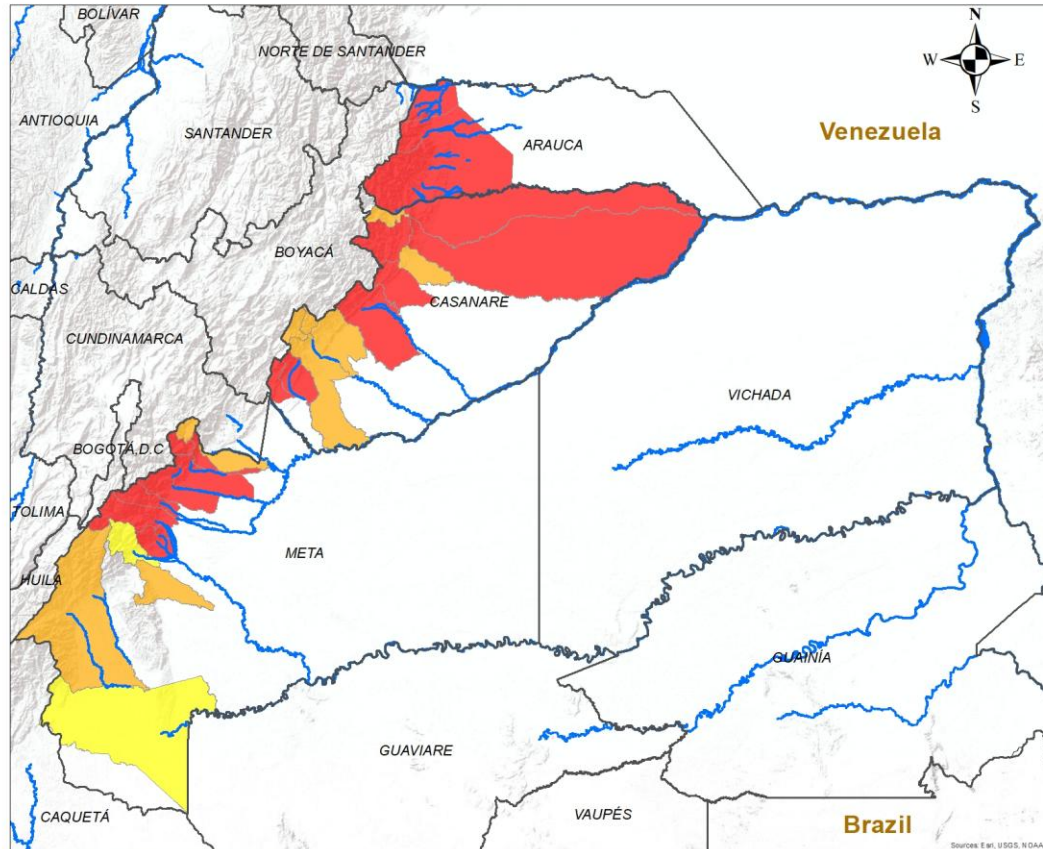 BOLÍVAR
NORTE DE SANTANDER
N
W
E
S
ANTIOQUIA
SANTANDER
ARAUCA
Venezuela
BOYACÁ
CALDAS
CASANARE
CUNDINAMARCA
VICHADA
BOGOTÁ,D.C
TOLIMA
META
HUILA
GUAINÍA
GUAVIARE
CAQUETÁ
VAUPÉS
Brazil
Sources: Esri, USGS, NOAA